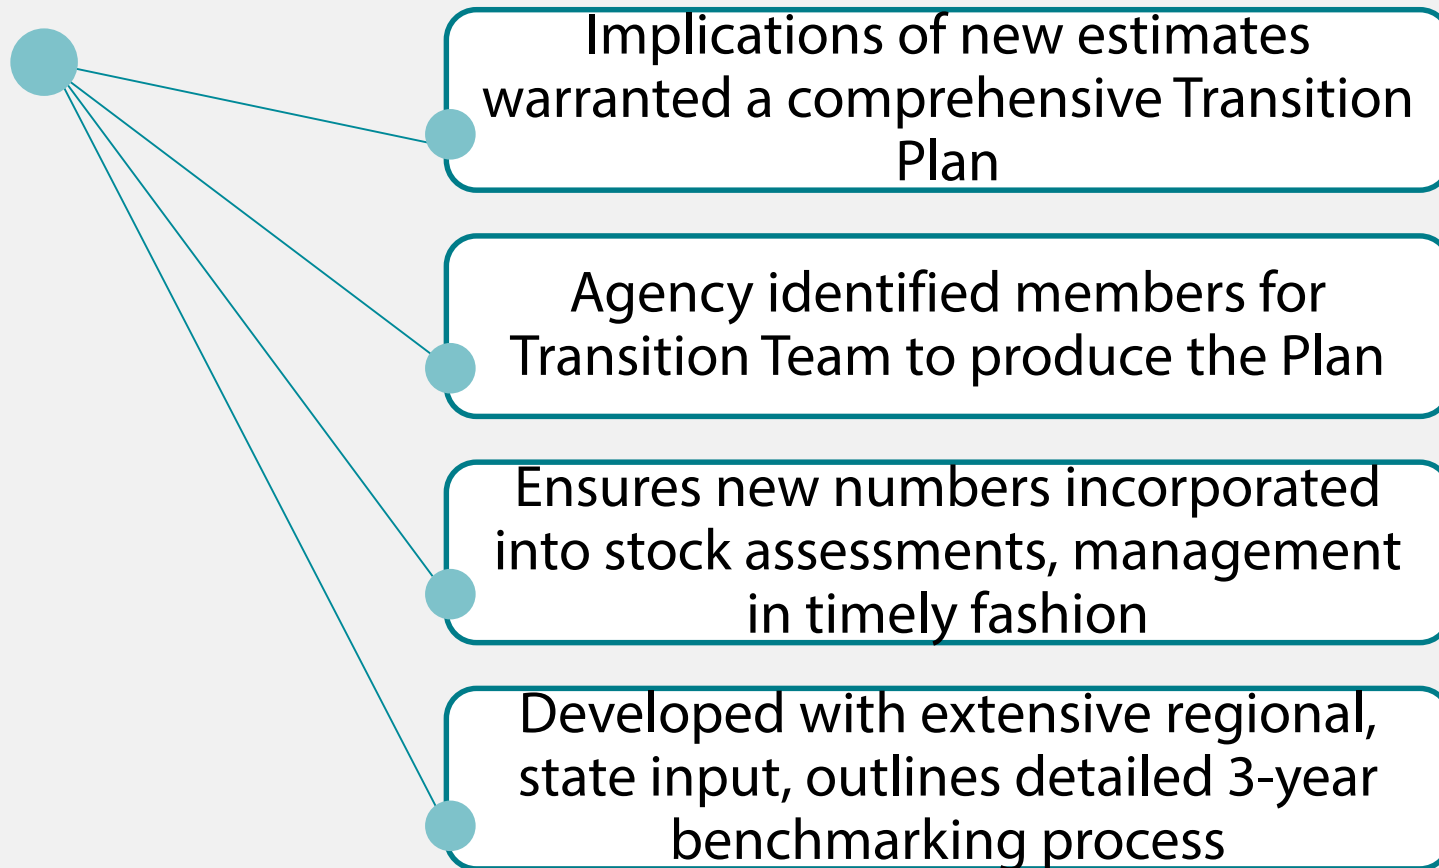 Implications of new estimates
warranted a comprehensive Transition
Plan
Agency identified members for
Transition Team to produce the Plan
Ensures new numbers incorporated
into stock assessments, management
in timely fashion
Developed with extensive regional,
state input, outlines detailed 3-year
benchmarking process